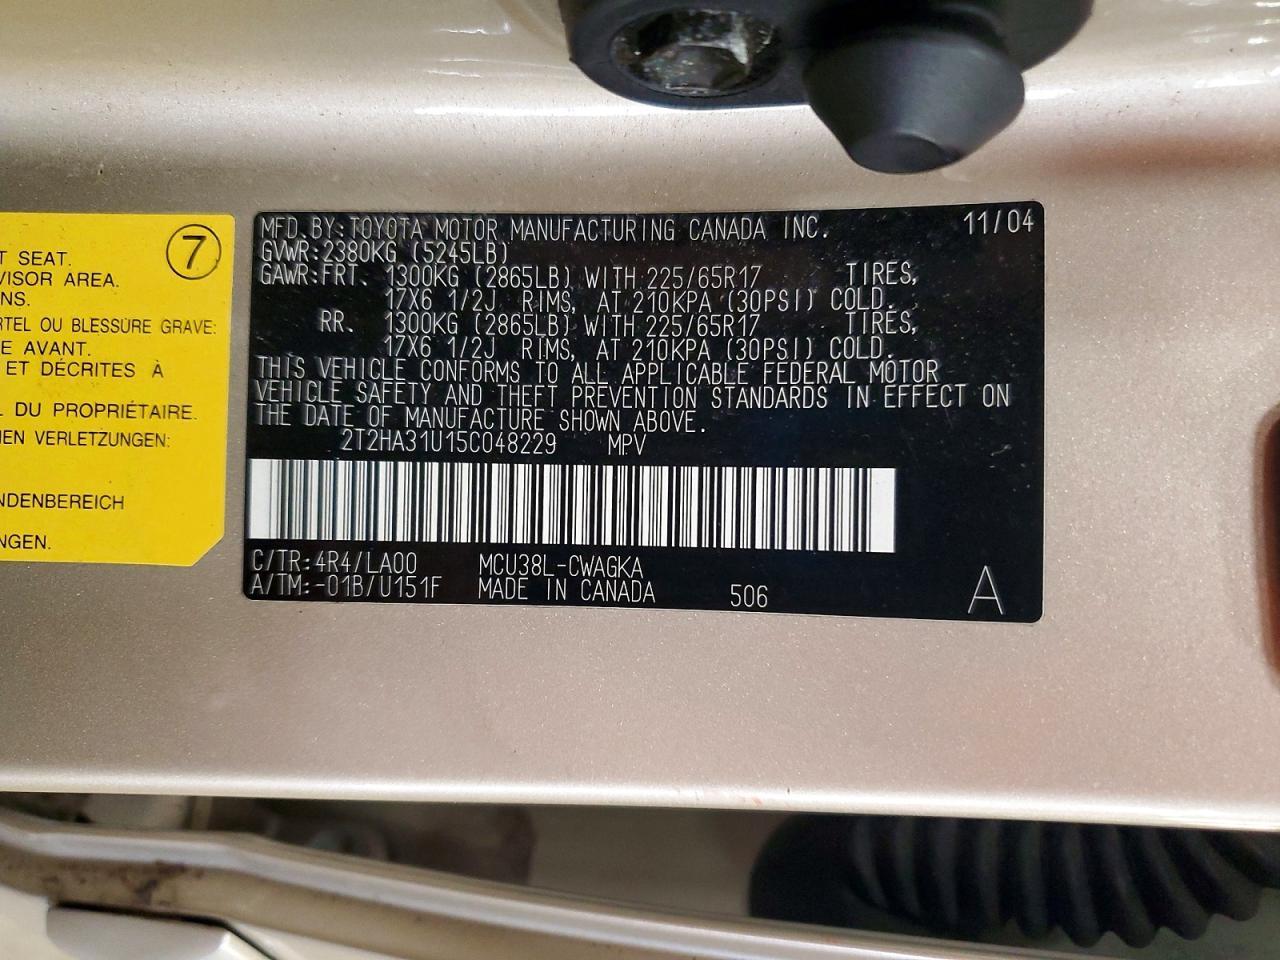 7
T SEAT.
VISOR AREA.
NS.
RTEL OU BLESSURE GRAVE:
E AVANT.
ET DÉCRITES À
L DU PROPRIÉTAIRE.
HEN VERLETZUNGEN:
NDENBEREICH
NGEN.
MFD. BY: TOYOTA MOTOR MANUFACTURING CANADA INC. 11/04
GVWR: 2380KG (5245LB)
GAWR: FRT. 1300KG (2865LB) WITH 225/65R17 TIRES,
17X6 1/2J RIMS, AT 210KPA (30PSI) COLD.
RR. 1300KG (2865LB) WITH 225/65R17 TIRES,
17X6 1/2J RIMS, AT 210KPA (30PSI) COLD.
THIS VEHICLE CONFORMS TO ALL APPLICABLE FEDERAL MOTOR
VEHICLE SAFETY AND THEFT PREVENTION STANDARDS IN EFFECT ON
THE DATE OF MANUFACTURE SHOWN ABOVE.
2T2HA31U15C048229 MPV
C/TR: 4R4/LA00 MCU38L-CWAGKA
A/TM: -01B/U151F MADE IN CANADA 506 A